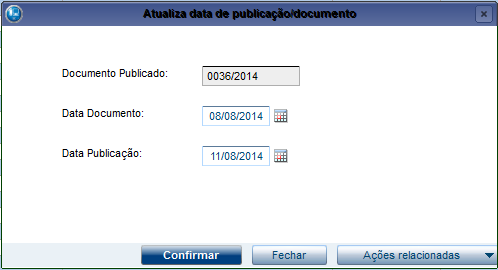 Atualiza data de publicação/documento
Documento Publicado: 0036/2014
Data Documento: 08/08/2014
Data Publicação: 11/08/2014
Confirmar Fechar Ações relacionadas